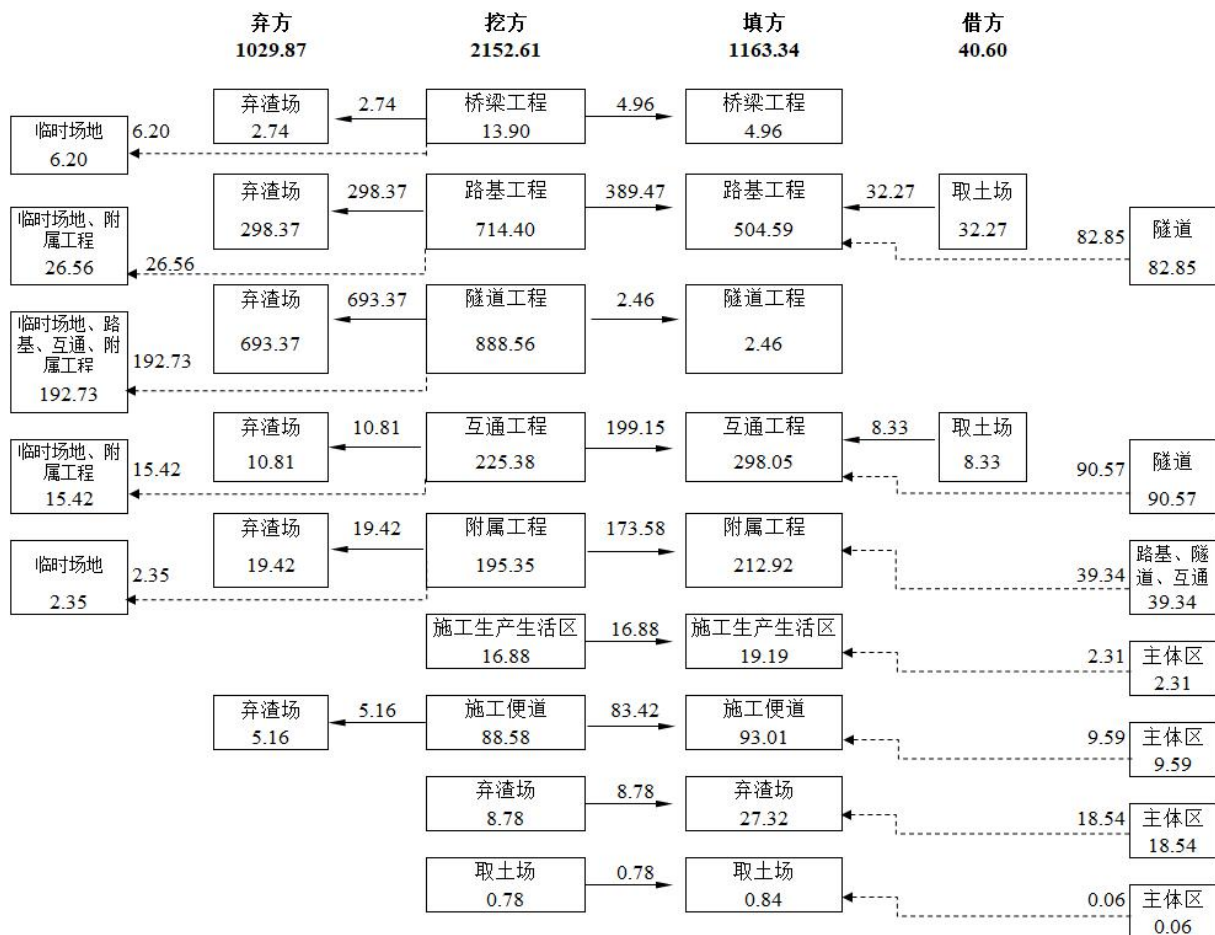 弃方
挖方
填方
借方
1029.87
2152.61
1163.34
40.60
弃渣场
2.74
2.74
桥梁工程
13.90
4.96
桥梁工程
4.96
临时场地
6.20
6.20
弃渣场
298.37
298.37
路基工程
714.40
389.47
路基工程
504.59
32.27
取土场
32.27
82.85
隧道
82.85
临时场地、附
属工程
26.56
26.56
弃渣场
693.37
693.37
隧道工程
888.56
2.46
隧道工程
2.46
临时场地、路
基、互通、附
属工程
192.73
192.73
弃渣场
10.81
10.81
互通工程
225.38
199.15
互通工程
298.05
8.33
取土场
8.33
90.57
隧道
90.57
临时场地、附
属工程
15.42
15.42
弃渣场
19.42
19.42
附属工程
195.35
173.58
附属工程
212.92
39.34
路基、隧
道、互通
39.34
临时场地
2.35
2.35
施工生产生活区
16.88
16.88
施工生产生活区
19.19
2.31
主体区
2.31
弃渣场
5.16
5.16
施工便道
88.58
83.42
施工便道
93.01
9.59
主体区
9.59
弃渣场
8.78
8.78
弃渣场
27.32
18.54
主体区
18.54
取土场
0.78
0.78
取土场
0.84
0.06
主体区
0.06